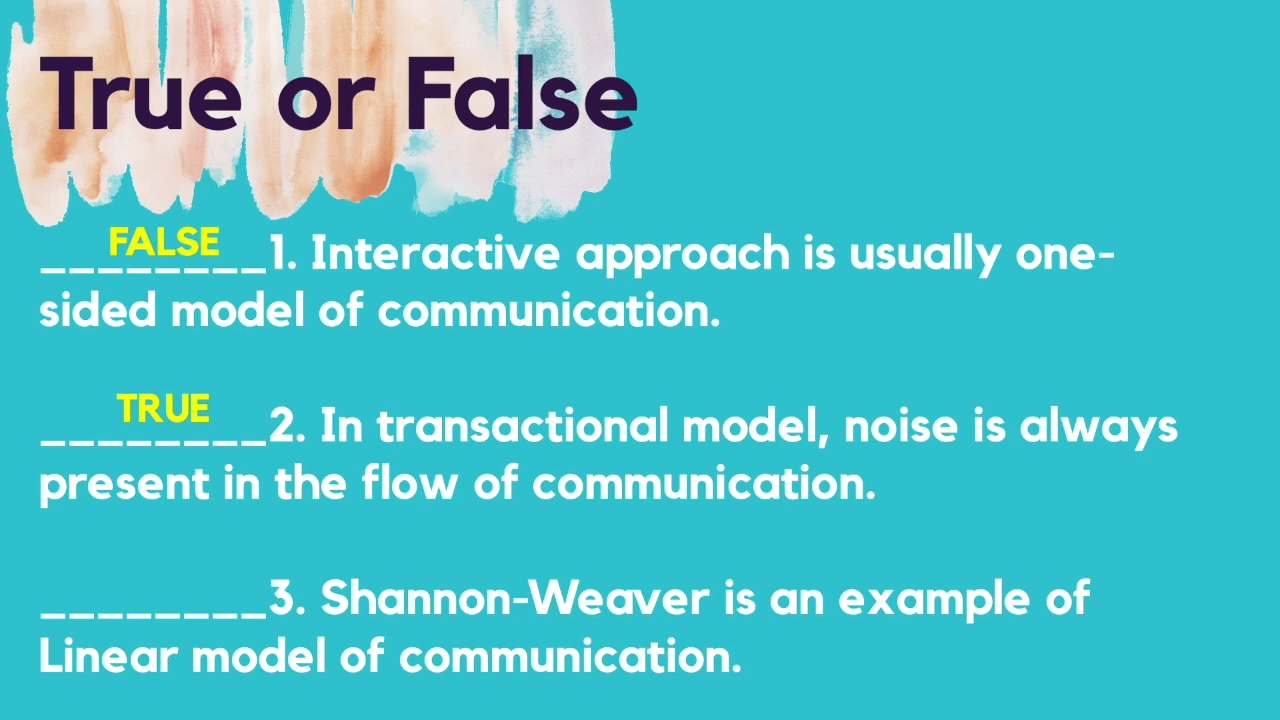 True or False
FALSE
________1. Interactive approach is usually one-
sided model of communication.
TRUE
________2. In transactional model, noise is always
present in the flow of communication.
________3. Shannon-Weaver is an example of
Linear model of communication.